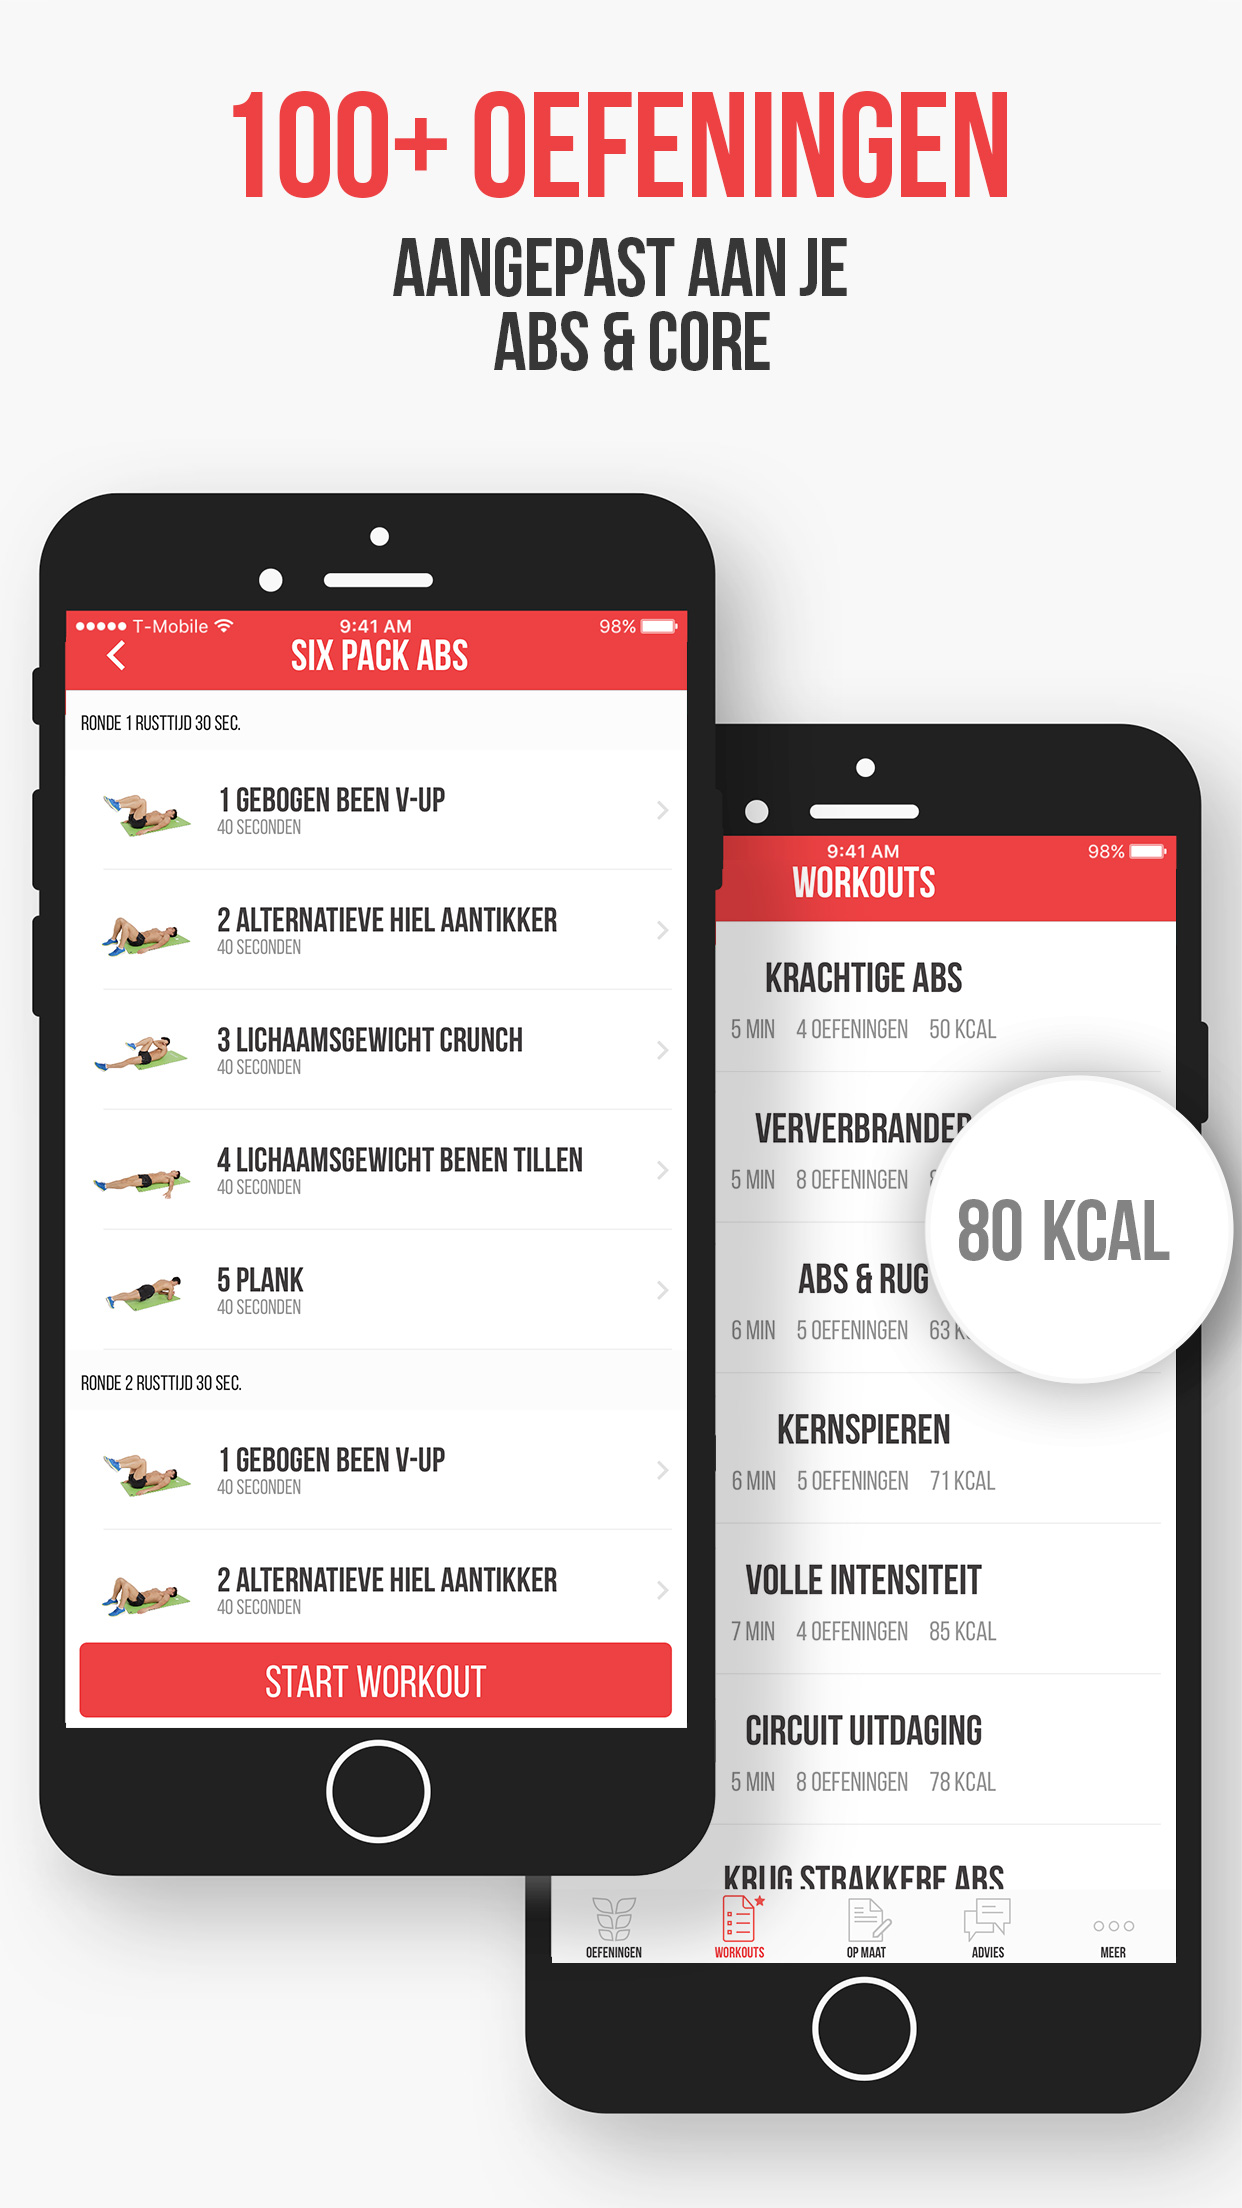 100+ OEFENINGEN
AANGEPAST AAN JE
ABS & CORE
T-Mobile 9:41 AM 98%
SIX PACK ABS
RONDE 1 RUSTTIJD 30 SEC.
1 GEBOGEN BEEN V-UP
40 SECONDEN
2 ALTERNATIEVE HIEL AANTIKKER
40 SECONDEN
3 LICHAAMSGEWICHT CRUNCH
40 SECONDEN
4 LICHAAMSGEWICHT BENEN TILLEN
40 SECONDEN
5 PLANK
40 SECONDEN
RONDE 2 RUSTTIJD 30 SEC.
1 GEBOGEN BEEN V-UP
40 SECONDEN
2 ALTERNATIEVE HIEL AANTIKKER
40 SECONDEN
START WORKOUT
9:41 AM 98%
WORKOUTS
KRACHTIGE ABS
5 MIN 4 OEFENINGEN 50 KCAL
VERVERBRANDER
5 MIN 8 OEFENINGEN
80 KCAL
ABS & RUG
6 MIN 5 OEFENINGEN 63
KERNSPIEREN
6 MIN 5 OEFENINGEN 71 KCAL
VOLLE INTENSITEIT
7 MIN 4 OEFENINGEN 85 KCAL
CIRCUIT UITDAGING
5 MIN 8 OEFENINGEN 78 KCAL
KRUG STRAKKERE ABS
OEFENINGEN WORKOUTS OP MAAT ADVIES MEER